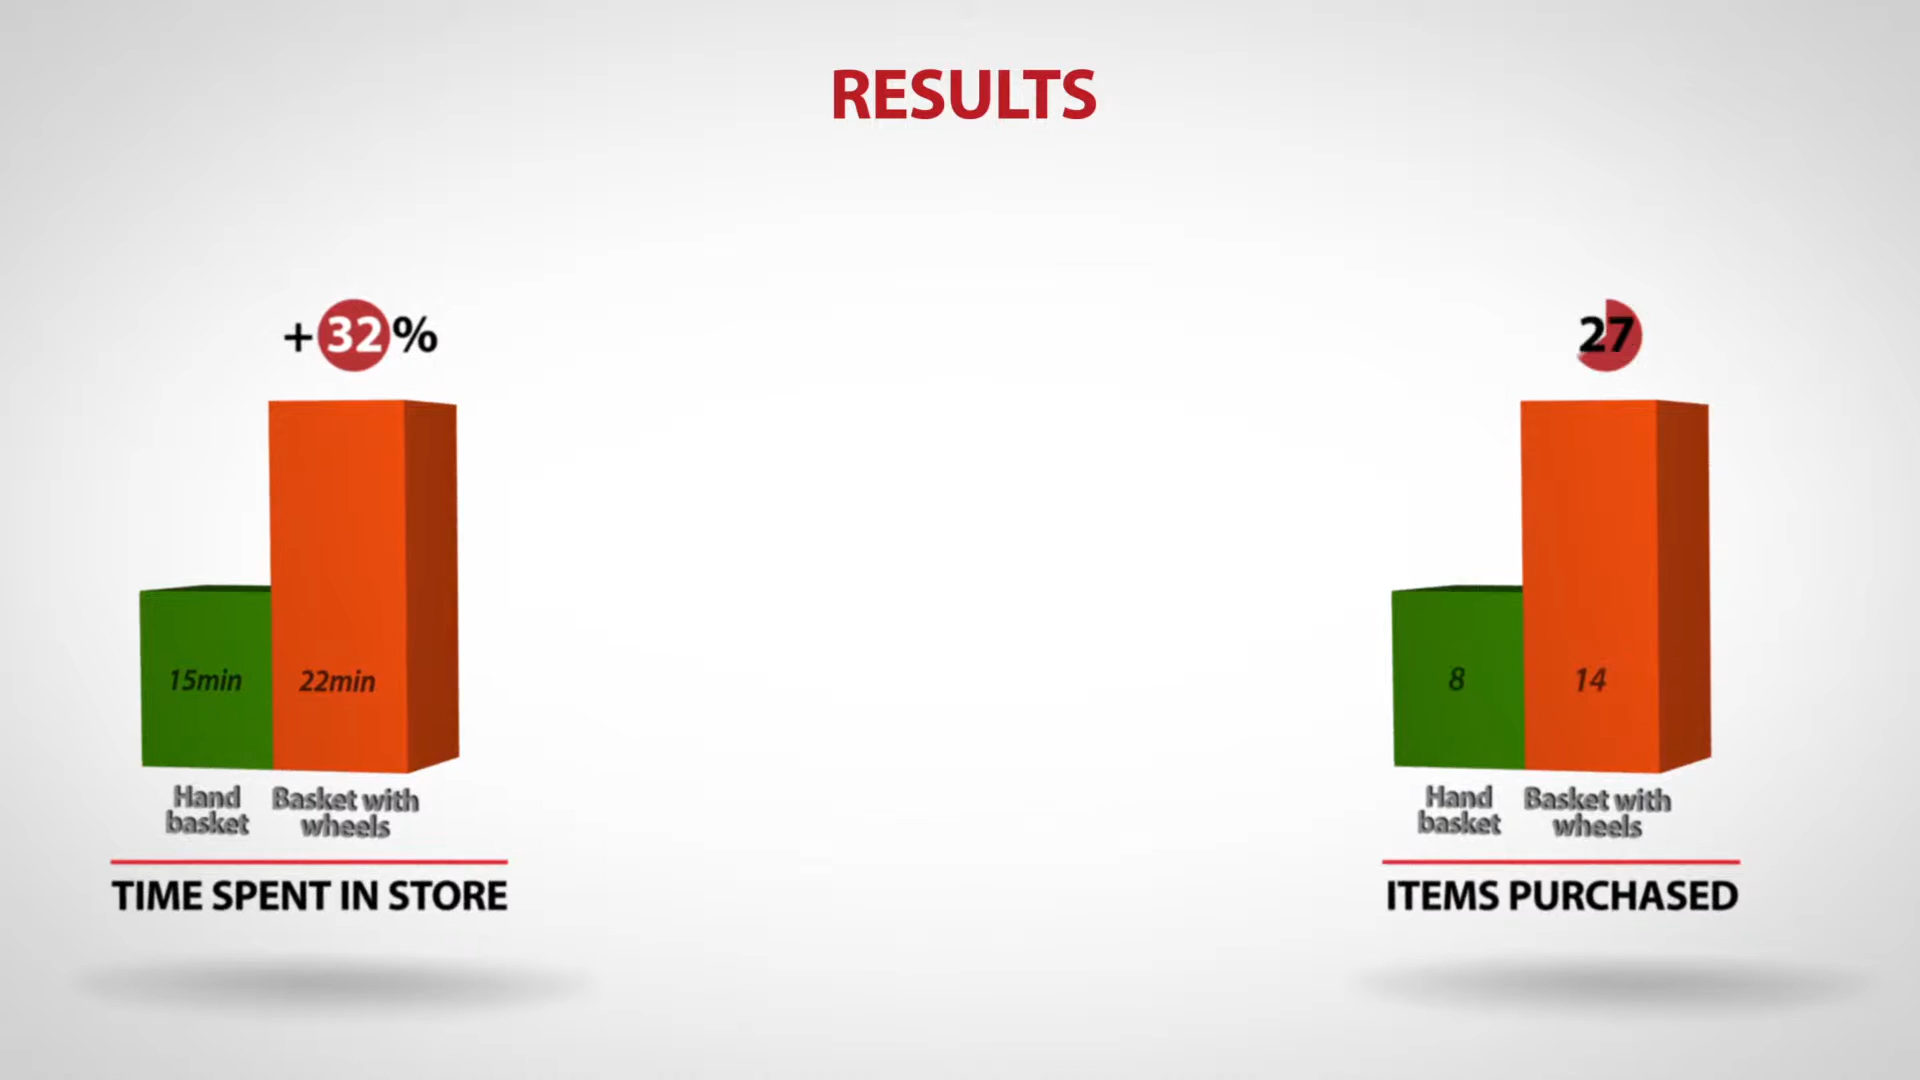 RESULTS
+32%
15min
22min
Hand
basket
Basket with
wheels
TIME SPENT IN STORE
27
8
14
Hand
basket
Basket with
wheels
ITEMS PURCHASED